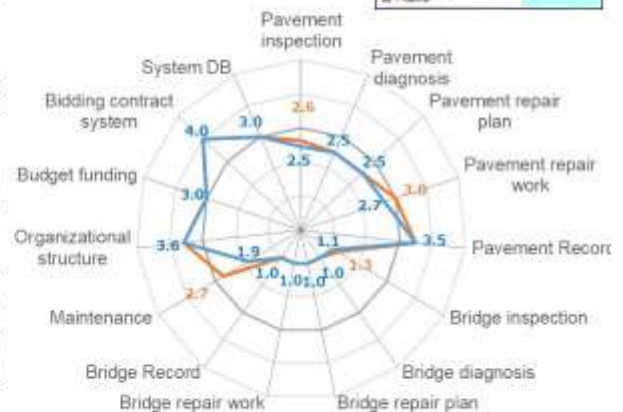 Pavement
inspection
System DB
Pavement
diagnosis
Bidding contract
system
Pavement repair
plan
2.6
4.0
3.0
2.5
2.5
2.5
Budget funding
Pavement repair
work
3.0
3.0
2.7
Organizational
structure
3.6
3.5
Pavement Record
1.9
1.1
1.0
1.0
1.0
1.0
1.3
2.7
Maintenance
Bridge inspection
Bridge Record
Bridge diagnosis
Bridge repair work
Bridge repair plan